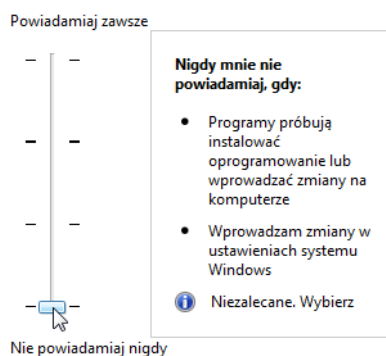 Powiadamiaj zawsze
Nigdy mnie nie
powiadamiaj, gdy:
Programy próbują
instalować
oprogramowanie lub
wprowadzać zmiany na
komputerze
Wprowadzam zmiany w
ustawieniach systemu
Windows
Niezalecane. Wybierz
Nie powiadamiaj nigdy